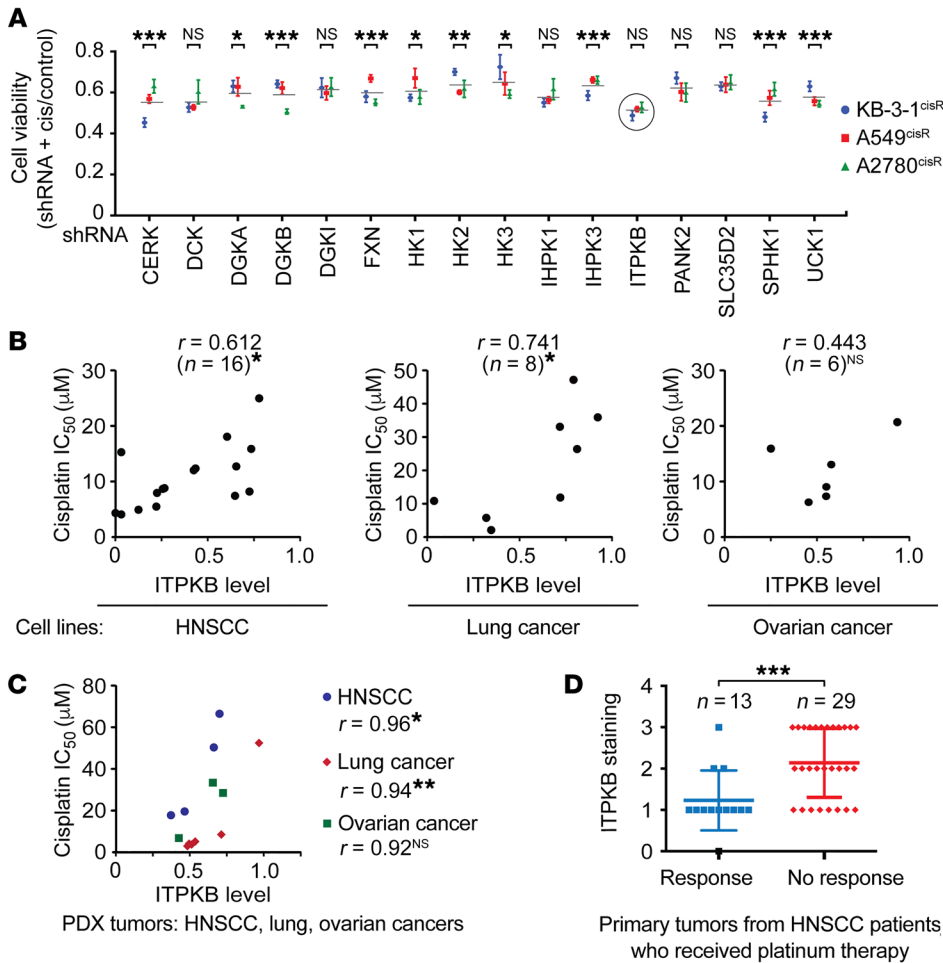 A
*** NS * *** NS *** * ** * NS *** NS NS NS *** ***
Cell viability
(shRNA + cis/control)
0.8
0.6
0.4
0.2
0
KB-3-1cisR
A549cisR
A2780cisR
shRNA
CERK
DCK
DGKA
DGKB
DGKI
FXN
HK1
HK2
HK3
IHPK1
IHPK3
ITPKB
PANK2
SLC35D2
SPHK1
UCK1
B
r = 0.612
(n = 16)*
Cisplatin IC50 (μM)
30
20
10
0
0 0.5 1.0
ITPKB level
r = 0.741
(n = 8)*
Cisplatin IC50 (μM)
50
40
30
20
10
0
0 0.5 1.0
ITPKB level
r = 0.443
(n = 6)NS
Cisplatin IC50 (μM)
30
20
10
0
0 0.5 1.0
ITPKB level
Cell lines: HNSCC Lung cancer Ovarian cancer
C
Cisplatin IC50 (μM)
80
60
40
20
0
0 0.5 1.0
ITPKB level
HNSCC
r = 0.96*
Lung cancer
r = 0.94**
Ovarian cancer
r = 0.92NS
PDX tumors: HNSCC, lung, ovarian cancers
D
***
n = 13 n = 29
ITPKB staining
4
3
2
1
0
Response No response
Primary tumors from HNSCC patients,
who received platinum therapy